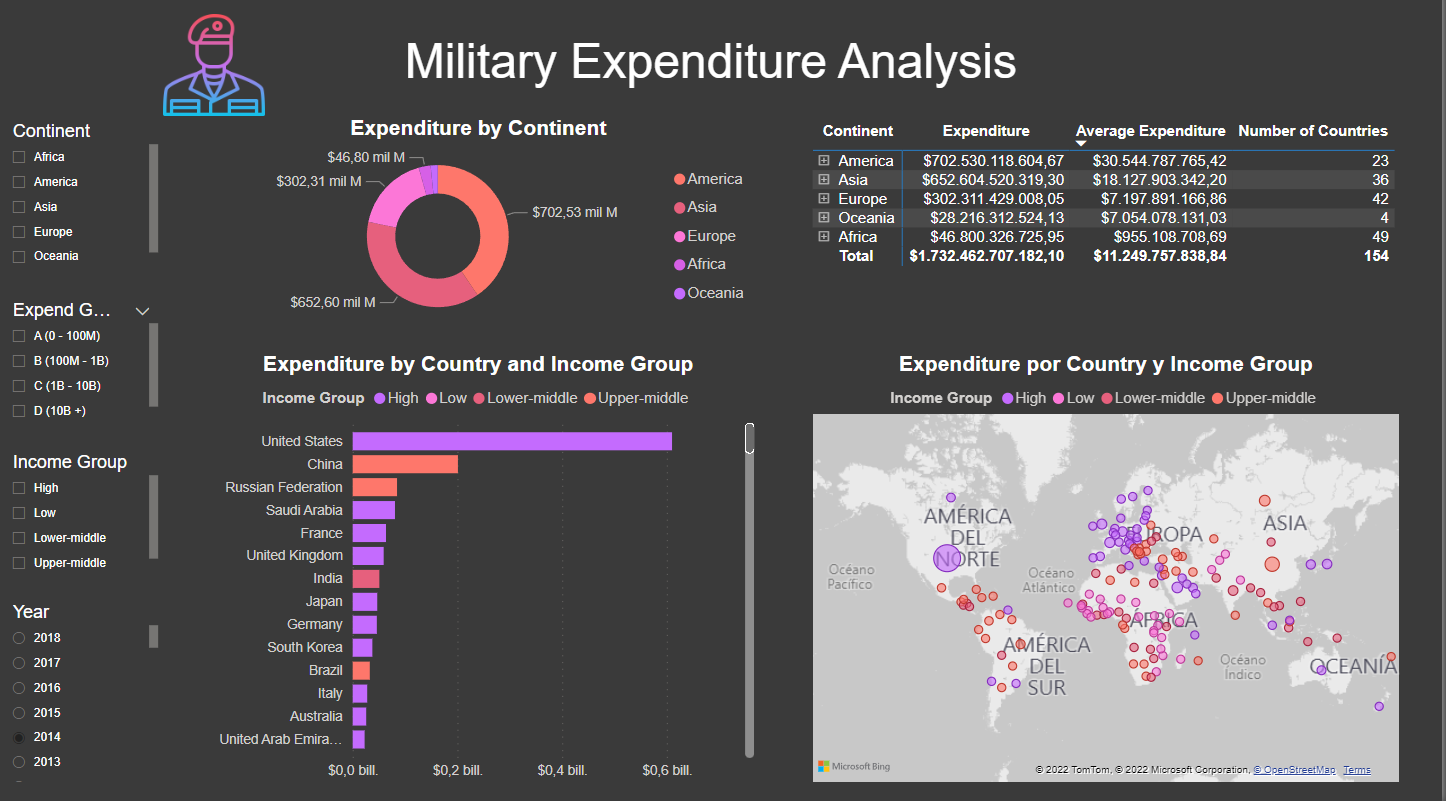 Military Expenditure Analysis
Continent
Africa
America
Asia
Europe
Oceania
Expend G...
A (0 - 100M)
B (100M - 1B)
C (1B - 10B)
D (10B +)
Income Group
High
Low
Lower-middle
Upper-middle
Year
2018
2017
2016
2015
2014
2013
Expenditure by Continent
$46,80 mil M
$302,31 mil M
$702,53 mil M
$652,60 mil M
America
Asia
Europe
Africa
Oceania
Continent Expenditure Average Expenditure Number of Countries
America $702.530.118.604,67 $30.544.787.765,42 23
Asia $652.604.520.319,30 $18.127.903.342,20 36
Europe $302.311.429.008,05 $7.197.891.166,86 42
Oceania $28.216.312.524,13 $7.054.078.131,03 4
Africa $46.800.326.725,95 $955.108.708,69 49
Total $1.732.462.707.182,10 $11.249.757.838,84 154
Expenditure by Country and Income Group
Income Group High Low Lower-middle Upper-middle
United States
China
Russian Federation
Saudi Arabia
France
United Kingdom
India
Japan
Germany
South Korea
Brazil
Italy
Australia
United Arab Emira...
$0,0 bill. $0,2 bill. $0,4 bill. $0,6 bill.
Expenditure por Country y Income Group
Income Group High Low Lower-middle Upper-middle
AMÉRICA
DEL
NORTE
EUROPA
ASIA
Océano
Pacífico
Océano
Atlántico
ÁFRICA
AMÉRICA
DEL
SUR
Océano
Índico
OCEANÍA
Microsoft Bing
© 2022 TomTom, © 2022 Microsoft Corporation, © OpenStreetMap Terms